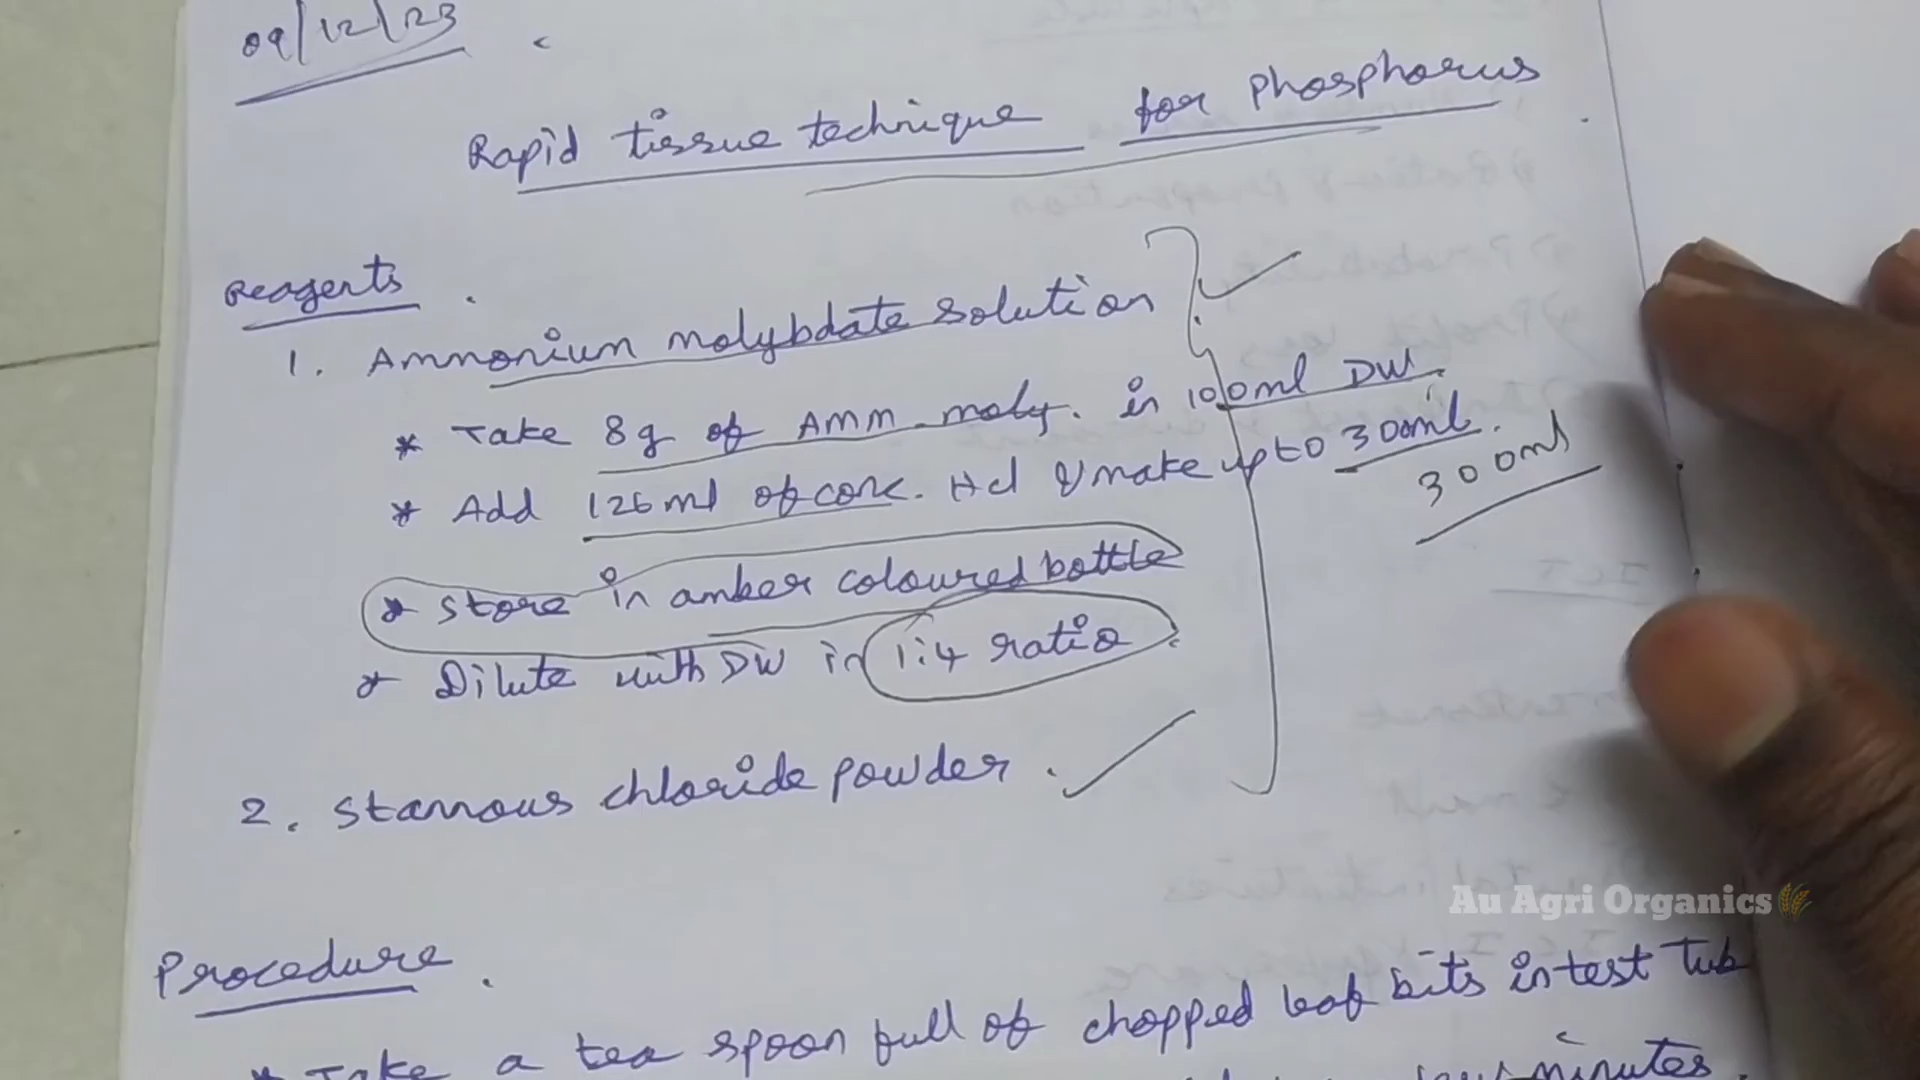 09/12/23
Rapid tissue technique for Phosphorus
Reagents
1. Ammonium molybdate solution
* Take 8g of Amm. moly. in 100ml DW.
* Add 126ml of conc. Hcl & make upto 300ml.
300ml
* Store in amber coloured bottle
* Dilute with DW in 1:4 ratio
2. Stannous chloride powder.
Au Agri Organics
Procedure
* Take a tea spoon full of chopped leaf bits in test Tub
minutes.